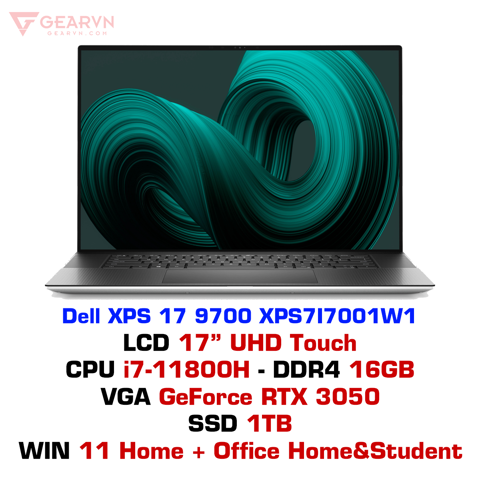 GEARVN
GEARVN.COM
Dell XPS 17 9700 XPS7I7001W1
LCD 17” UHD Touch
CPU i7-11800H - DDR4 16GB
VGA GeForce RTX 3050
SSD 1TB
WIN 11 Home + Office Home&Student